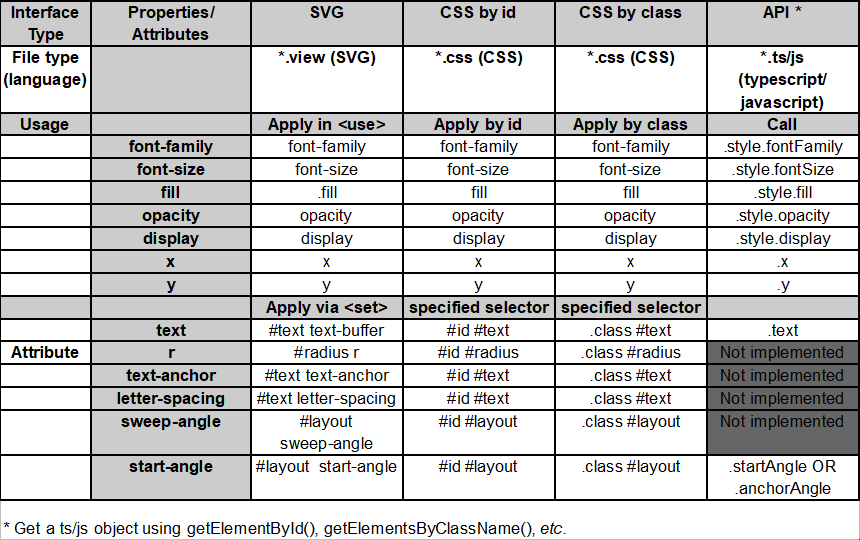 Interface Type Properties/ Attributes SVG CSS by id CSS by class API *
File type (language) *.view (SVG) *.css (CSS) *.css (CSS) *.ts/js (typescript/ javascript)
Usage Apply in <use> Apply by id Apply by class Call
font-family font-family font-family font-family .style.fontFamily
font-size font-size font-size font-size .style.fontSize
fill .fill fill fill .style.fill
opacity opacity opacity opacity .style.opacity
display display display display .style.display
x x x x .x
y y y y .y
Apply via <set> specified selector specified selector
text #text text-buffer #id #text .class #text .text
Attribute r #radius r #id #radius .class #radius Not implemented
text-anchor #text text-anchor #id #text .class #text Not implemented
letter-spacing #text letter-spacing #id #text .class #text Not implemented
sweep-angle #layout sweep-angle #id #layout .class #layout Not implemented
start-angle #layout start-angle #id #layout .class #layout .startAngle OR .anchorAngle
* Get a ts/js object using getElementById(), getElementsByClassName(), etc.